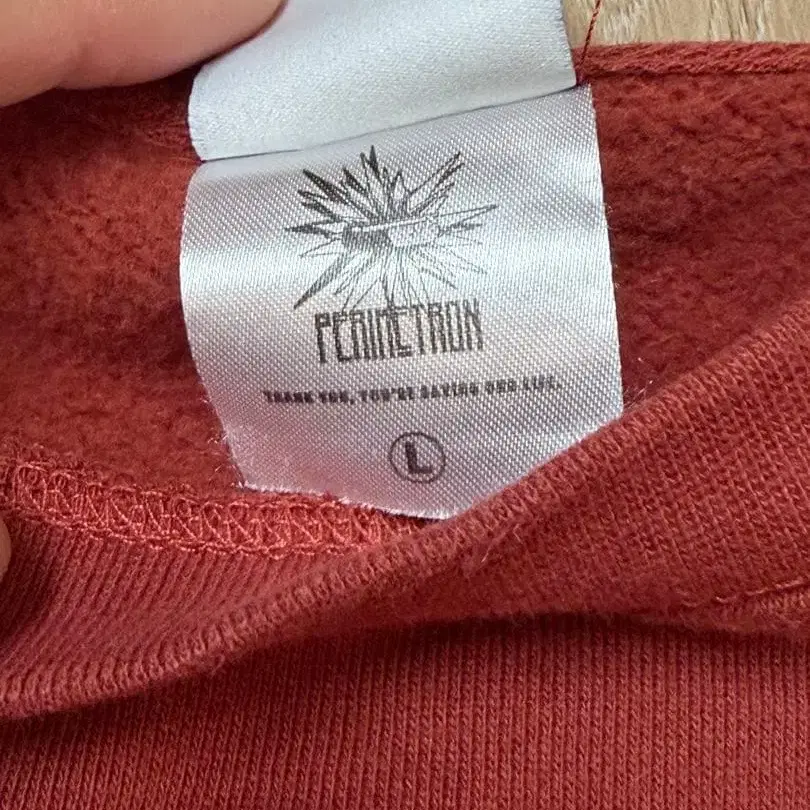 PERIMETRON
THANK YOU, YOU'RE SAVING OUR LIFE.
L